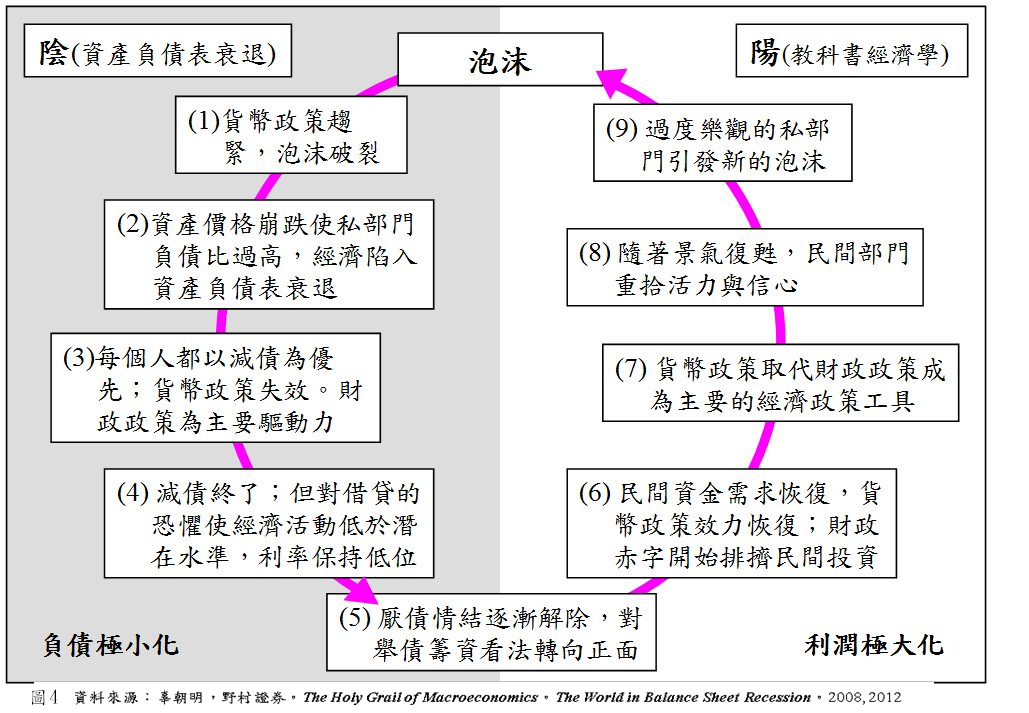 陰(資產負債表衰退)
泡沫
陽(教科書經濟學)
(1)貨幣政策趨
緊，泡沫破裂
(2)資產價格崩跌使私部門
負債比過高，經濟陷入
資產負債表衰退
(3)每個人都以減債為優
先；貨幣政策失效。財
政政策為主要驅動力
(4) 減債終了；但對借貸的
恐懼使經濟活動低於潛
在水準，利率保持低位
(5) 厭債情結逐漸解除，對
舉債籌資看法轉向正面
(6) 民間資金需求恢復，貨
幣政策效力恢復；財政
赤字開始排擠民間投資
(7) 貨幣政策取代財政政策成
為主要的經濟政策工具
(8) 隨著景氣復甦，民間部門
重拾活力與信心
(9) 過度樂觀的私部
門引發新的泡沫
負債極小化
利潤極大化
圖4 資料來源：辜朝明，野村證券。The Holy Grail of Macroeconomics。The World in Balance Sheet Recession。2008,2012